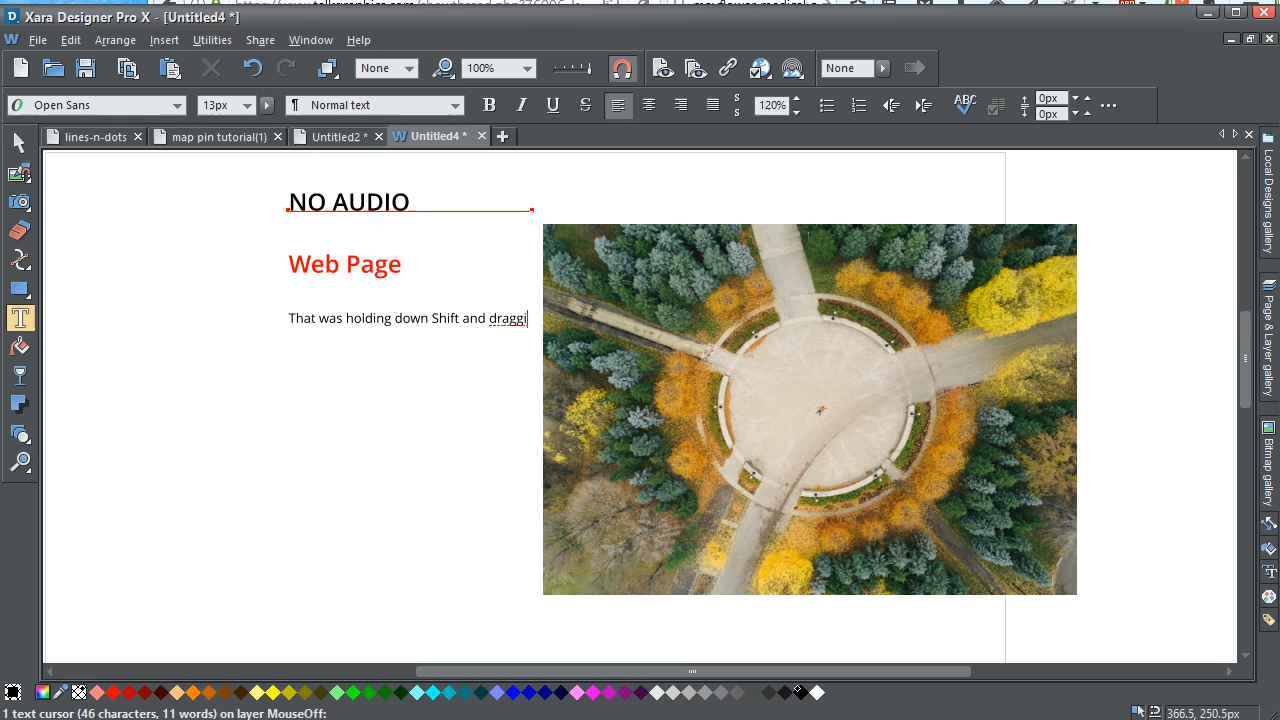 Xara Designer Pro X - [Untitled4 *]
File Edit Arrange Insert Utilities Share Window Help
None 100% None
Open Sans 13px Normal text 120% ABC 0px
0px
lines-n-dots map pin tutorial(1) Untitled2 * Untitled4 *
NO AUDIO
Web Page
That was holding down Shift and draggi
Local Designs gallery
Page & Layer gallery
Bitmap gallery
1 text cursor (46 characters, 11 words) on layer MouseOff: 366.5, 250.5px